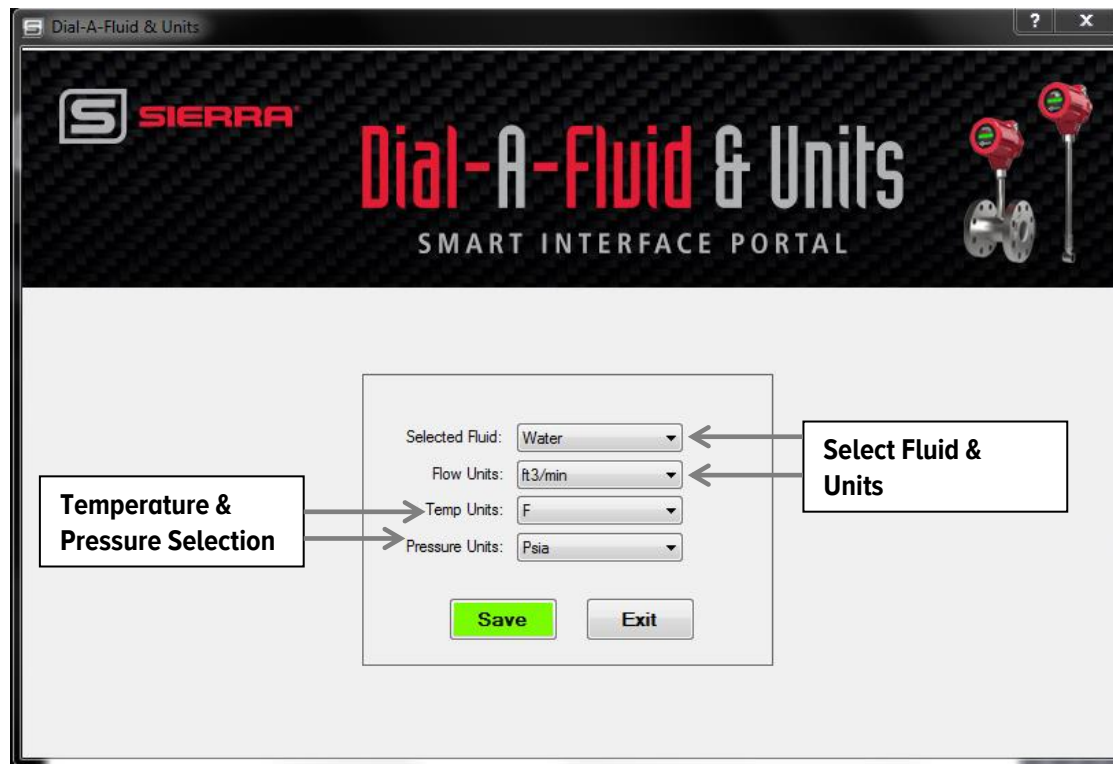 Dial-A-Fluid & Units
? x
S SIERRA
Dial-A-Fluid & Units
SMART INTERFACE PORTAL
Selected Fluid: Water
Flow Units: ft3/min
Temp Units: F
Pressure Units: Psia
Select Fluid &
Units
Temperature &
Pressure Selection
Save Exit